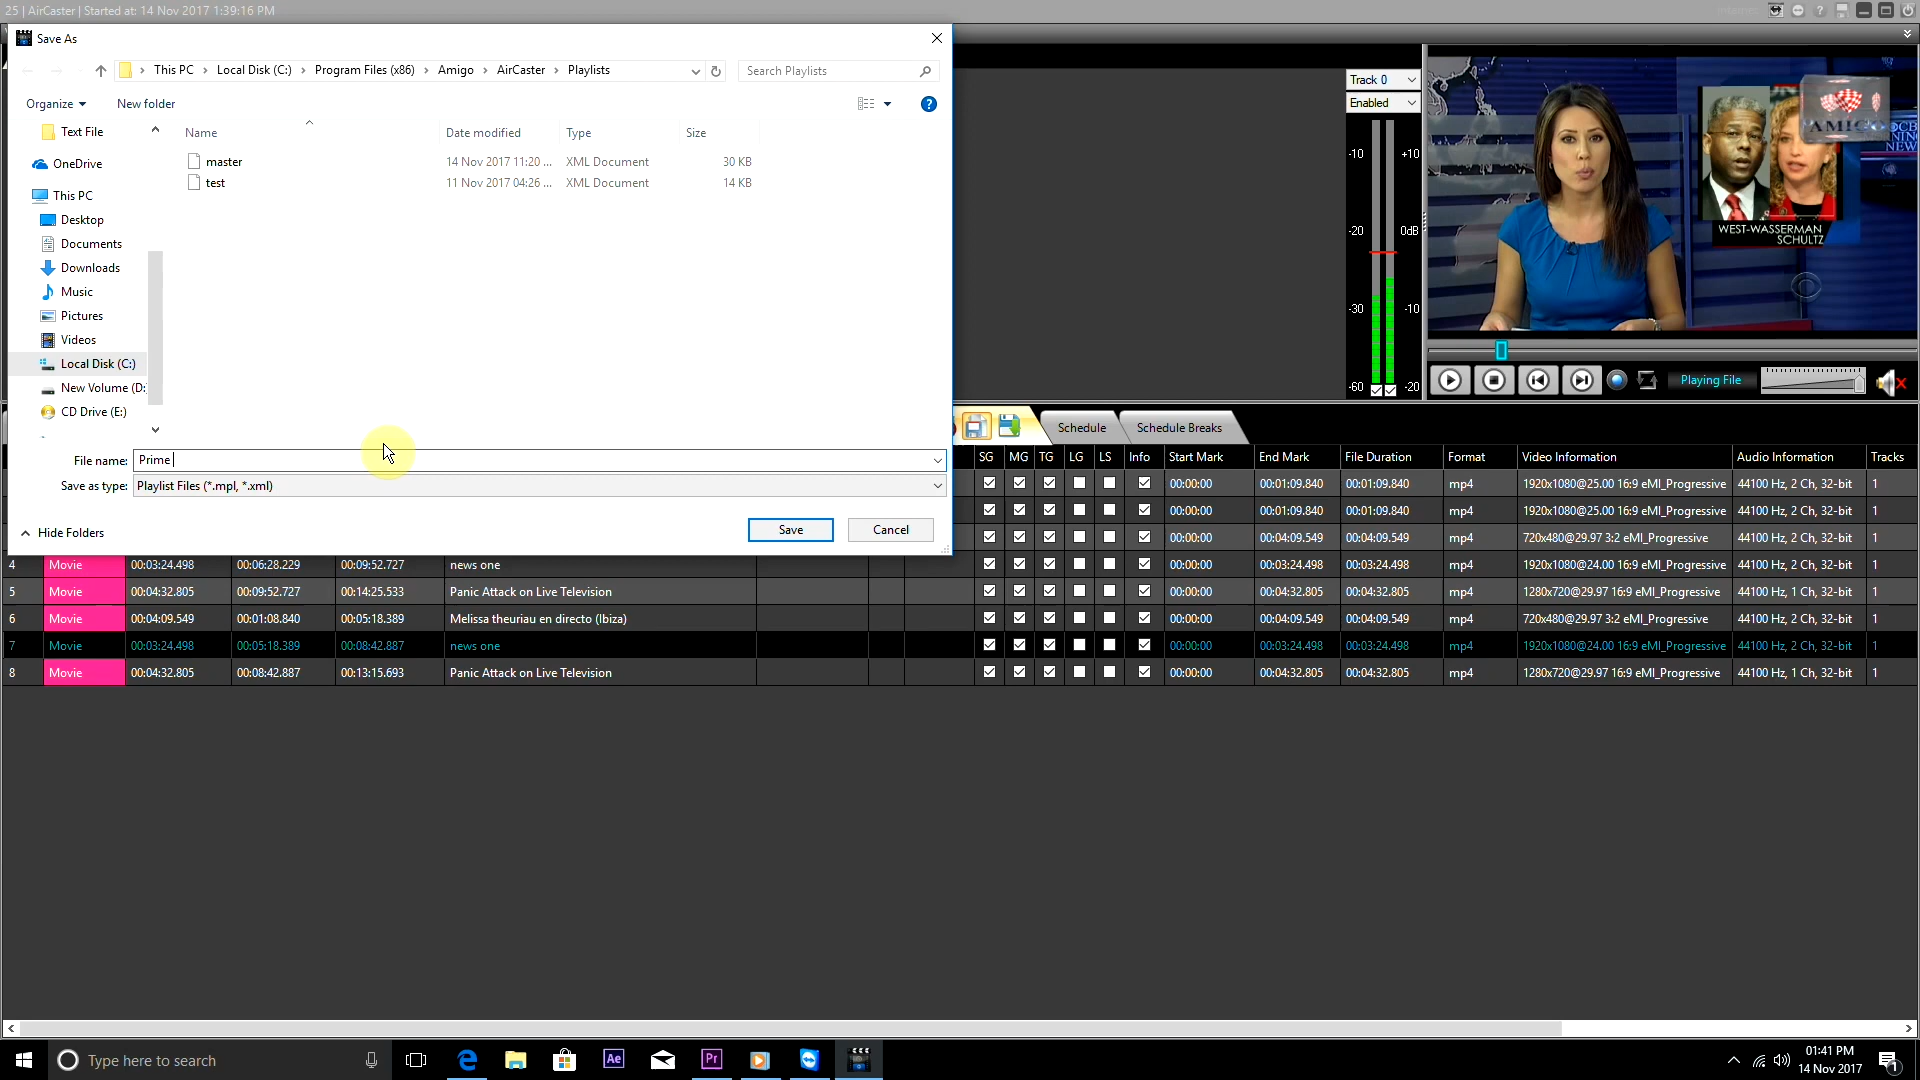 25 | AirCaster | Started at: 14 Nov 2017 1:39:16 PM
Save As
This PC › Local Disk (C:) › Program Files (x86) › Amigo › AirCaster › Playlists
Search Playlists
Organize
New folder
Text File
OneDrive
This PC
Desktop
Documents
Downloads
Music
Pictures
Videos
Local Disk (C:)
New Volume (D:
CD Drive (E:)
Name Date modified Type Size
master 14 Nov 2017 11:20 ... XML Document 30 KB
test 11 Nov 2017 04:26 ... XML Document 14 KB
File name: Prime
Save as type: Playlist Files (*.mpl, *.xml)
Hide Folders
Save
Cancel
Track 0
Enabled
-10 +10
-20 0dB
-30 -10
-60 -20
AMIGO
WEST-WASSERMAN
SCHULTZ
Playing File
Schedule
Schedule Breaks
SG MG TG LG LS Info Start Mark End Mark File Duration Format Video Information Audio Information Tracks
00:00:00 00:01:09.840 00:01:09.840 mp4 1920x1080@25.00 16:9 eMI_Progressive 44100 Hz, 2 Ch, 32-bit 1
00:00:00 00:01:09.840 00:01:09.840 mp4 1920x1080@25.00 16:9 eMI_Progressive 44100 Hz, 2 Ch, 32-bit 1
00:00:00 00:04:09.549 00:04:09.549 mp4 720x480@29.97 3:2 eMI_Progressive 44100 Hz, 2 Ch, 32-bit 1
4 Movie 00:03:24.498 00:06:28.229 00:09:52.727 news one 00:00:00 00:03:24.498 00:03:24.498 mp4 1920x1080@24.00 16:9 eMI_Progressive 44100 Hz, 2 Ch, 32-bit 1
5 Movie 00:04:32.805 00:09:52.727 00:14:25.533 Panic Attack on Live Television 00:00:00 00:04:32.805 00:04:32.805 mp4 1280x720@29.97 16:9 eMI_Progressive 44100 Hz, 1 Ch, 32-bit 1
6 Movie 00:04:09.549 00:01:08.840 00:05:18.389 Melissa theuriau en directo (Ibiza) 00:00:00 00:04:09.549 00:04:09.549 mp4 720x480@29.97 3:2 eMI_Progressive 44100 Hz, 2 Ch, 32-bit 1
7 Movie 00:03:24.498 00:05:18.389 00:08:42.887 news one 00:00:00 00:03:24.498 00:03:24.498 mp4 1920x1080@24.00 16:9 eMI_Progressive 44100 Hz, 2 Ch, 32-bit 1
8 Movie 00:04:32.805 00:08:42.887 00:13:15.693 Panic Attack on Live Television 00:00:00 00:04:32.805 00:04:32.805 mp4 1280x720@29.97 16:9 eMI_Progressive 44100 Hz, 1 Ch, 32-bit 1
Type here to search
Ae
Pr
01:41 PM
14 Nov 2017
1